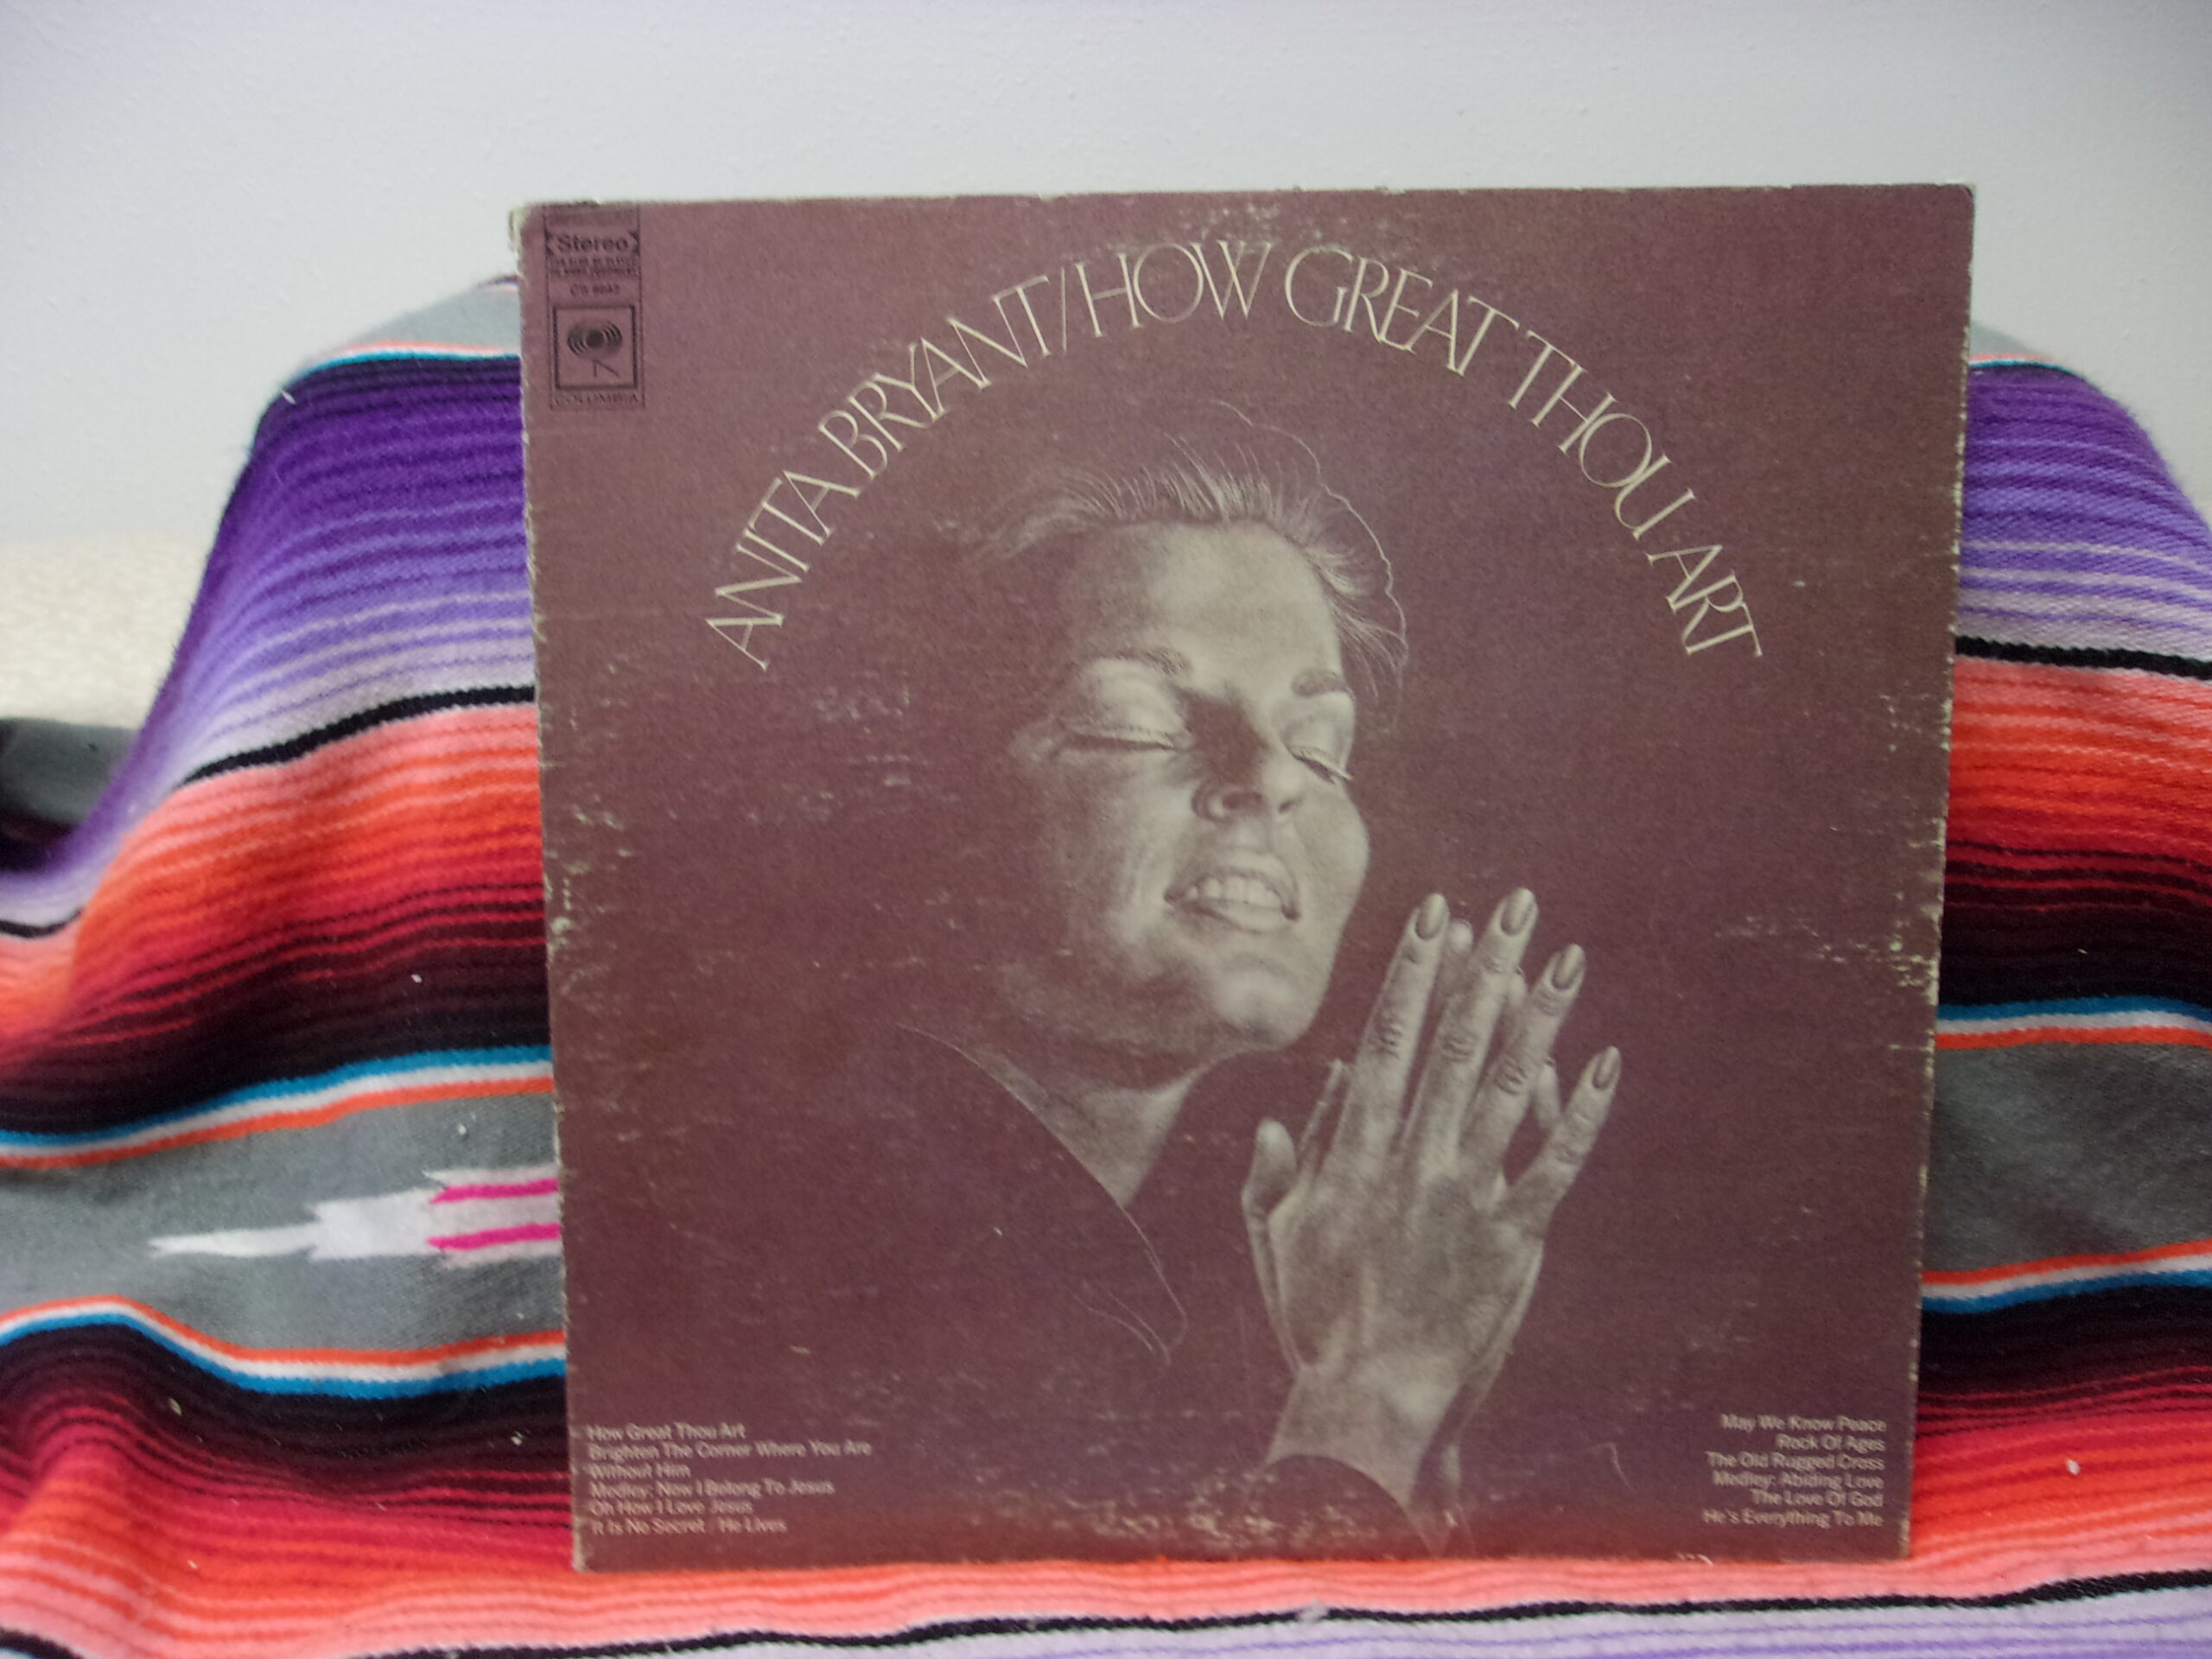 Stereo
COLUMBIA
ANITA BRYANT/HOW GREAT THOU ART
How Great Thou Art
Brighten The Corner Where You Are
Without Him
Medley: Now I Belong To Jesus
Oh How I Love Jesus
It Is No Secret / He Lives
May We Know Peace
Rock Of Ages
The Old Rugged Cross
Medley: Abiding Love
The Love Of God
He's Everything To Me